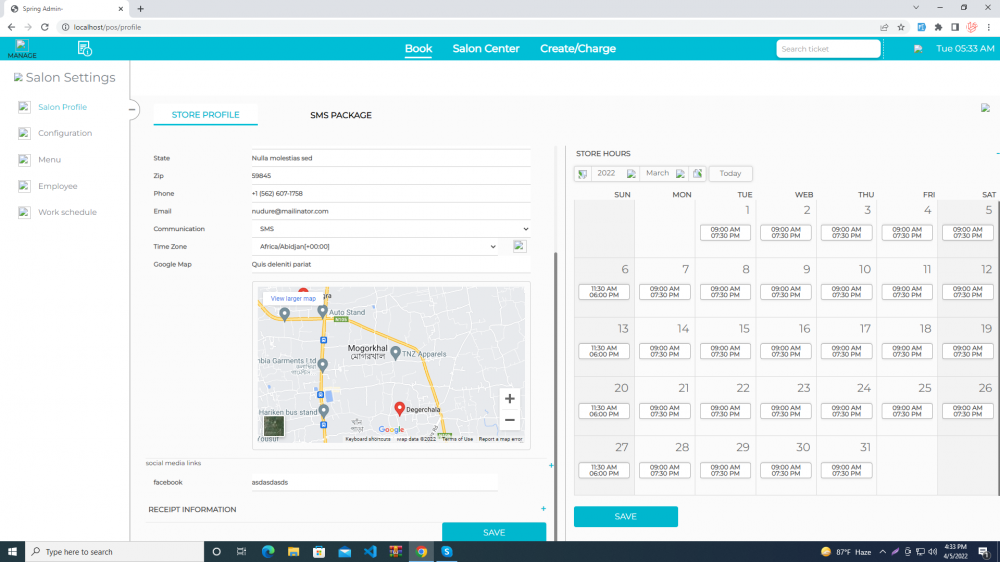 Spring Admin-
localhost/pos/profile
MANAGE
Book
Salon Center
Create/Charge
Search ticket
Tue 05:33 AM
Salon Settings
Salon Profile
Configuration
Menu
Employee
Work schedule
STORE PROFILE
SMS PACKAGE
State
Nulla molestias sed
Zip
59845
Phone
+1 (562) 607-1758
Email
nudure@mailinator.com
Communication
SMS
Time Zone
Africa/Abidjan[+00:00]
Google Map
Quis deleniti pariat
View larger map
gra
Auto Stand
Mogorkhal
মোগরখাল
TNZ Apparels
nbia Garments Ltd
Degerchala
Hariken bus stand
Google
Keyboard shortcuts
Map data ©2022
Terms of Use
Report a map error
social media links
facebook
asdasdasds
RECEIPT INFORMATION
SAVE
STORE HOURS
2022
March
Today
SUN MON TUE WEB THU FRI SAT
1 2 3 4 5
09:00 AM 09:00 AM 09:00 AM 09:00 AM 09:00 AM
07:30 PM 07:30 PM 07:30 PM 07:30 PM 07:30 PM
6 7 8 9 10 11 12
11:30 AM 09:00 AM 09:00 AM 09:00 AM 09:00 AM 09:00 AM 09:00 AM
06:00 PM 07:30 PM 07:30 PM 07:30 PM 07:30 PM 07:30 PM 07:30 PM
13 14 15 16 17 18 19
11:30 AM 09:00 AM 09:00 AM 09:00 AM 09:00 AM 09:00 AM 09:00 AM
06:00 PM 07:30 PM 07:30 PM 07:30 PM 07:30 PM 07:30 PM 07:30 PM
20 21 22 23 24 25 26
11:30 AM 09:00 AM 09:00 AM 09:00 AM 09:00 AM 09:00 AM 09:00 AM
06:00 PM 07:30 PM 07:30 PM 07:30 PM 07:30 PM 07:30 PM 07:30 PM
27 28 29 30 31
11:30 AM 09:00 AM 09:00 AM 09:00 AM 09:00 AM
06:00 PM 07:30 PM 07:30 PM 07:30 PM 07:30 PM
SAVE
Type here to search
87°F Haze
4:33 PM
4/5/2022